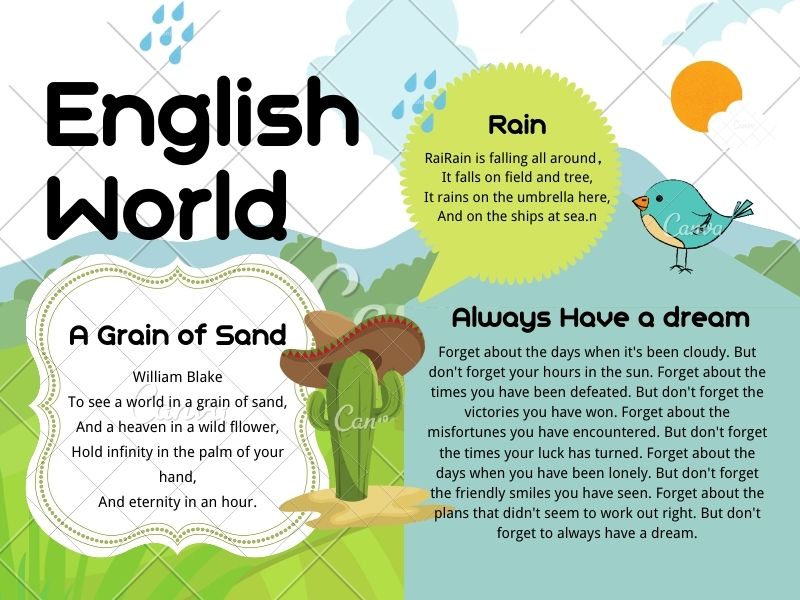 English
World
Rain
RaiRain is falling all around，
It falls on field and tree,
It rains on the umbrella here,
And on the ships at sea.n
A Grain of Sand
William Blake
To see a world in a grain of sand,
And a heaven in a wild fllower,
Hold infinity in the palm of your
hand,
And eternity in an hour.
Always Have a dream
Forget about the days when it's been cloudy. But
don't forget your hours in the sun. Forget about the
times you have been defeated. But don't forget the
victories you have won. Forget about the
misfortunes you have encountered. But don't forget
the times your luck has turned. Forget about the
days when you have been lonely. But don't forget
the friendly smiles you have seen. Forget about the
plans that didn't seem to work out right. But don't
forget to always have a dream.
Canva
Canva
Canva
Canva
Canva